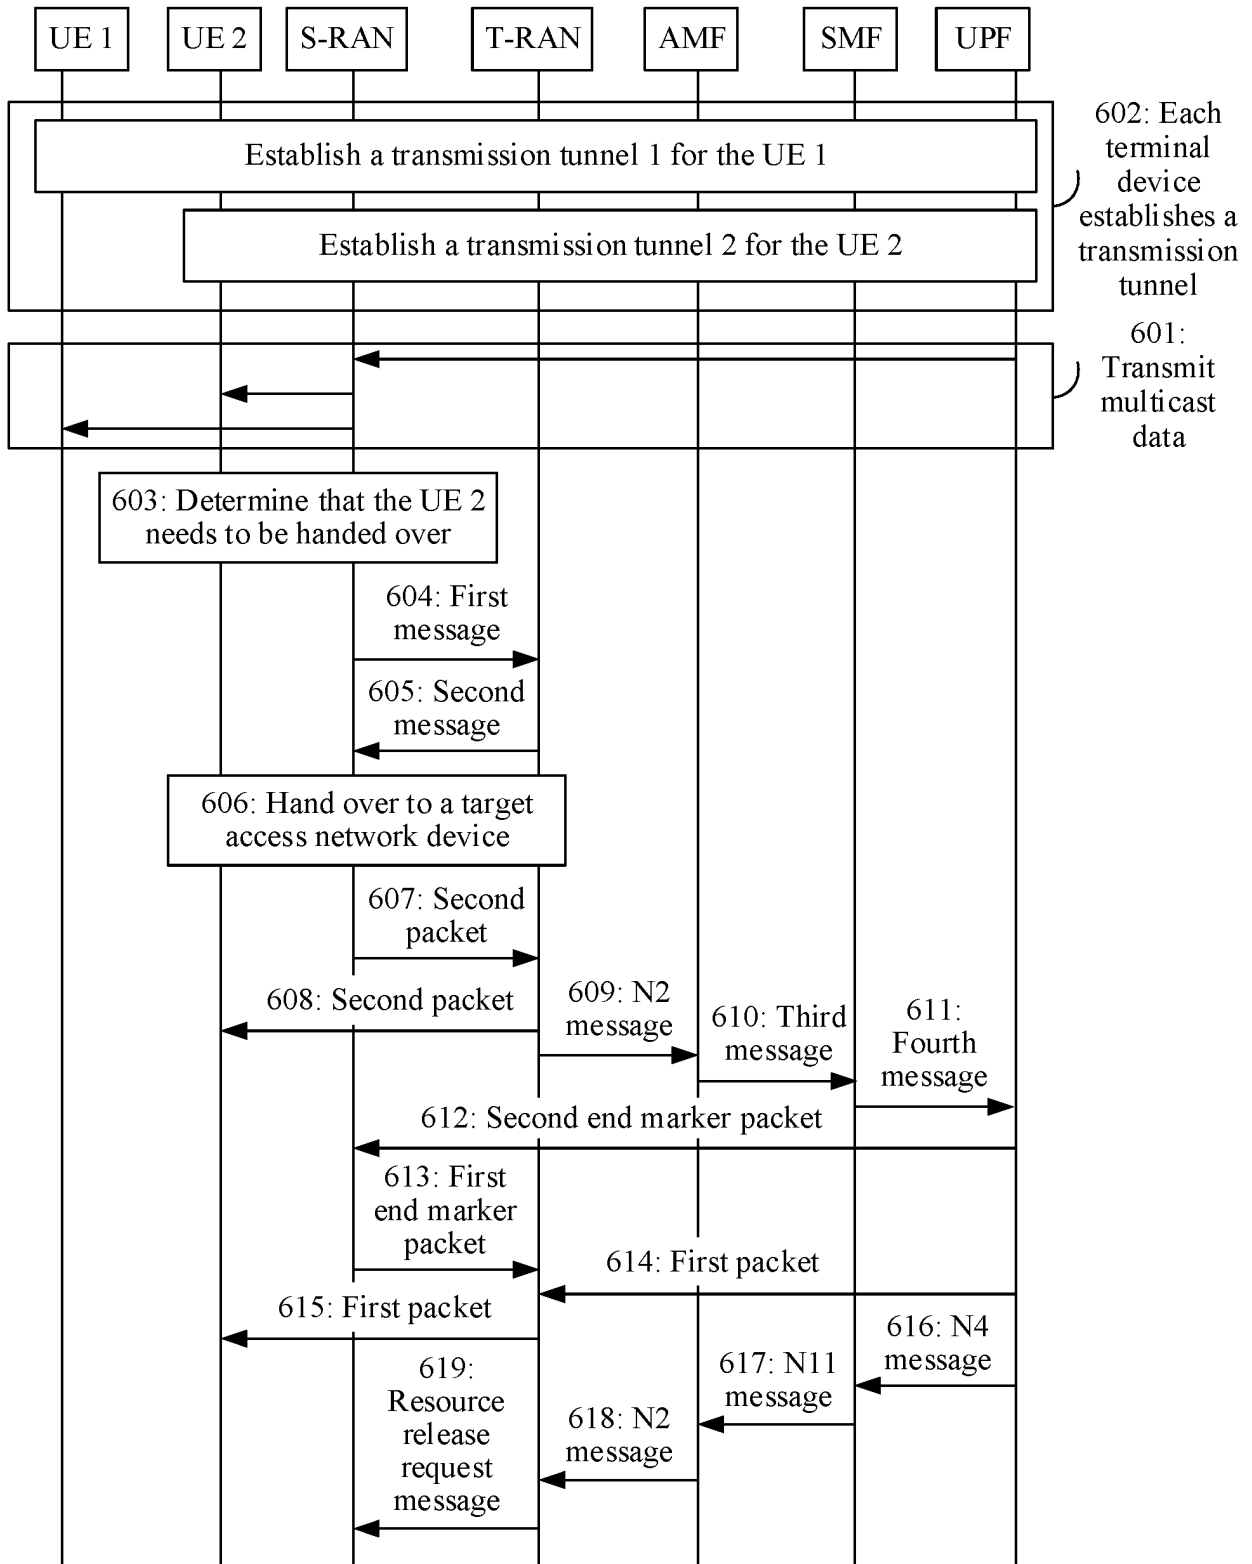 UE 1
UE 2
S-RAN
T-RAN
AMF
SMF
UPF
Establish a transmission tunnel 1 for the UE 1
Establish a transmission tunnel 2 for the UE 2
602: Each
terminal
device
establishes a
transmission
tunnel
601:
Transmit
multicast
data
603: Determine that the UE 2
needs to be handed over
604: First
message
605: Second
message
606: Hand over to a target
access network device
607: Second
packet
608: Second packet
609: N2
message
610: Third
message
611:
Fourth
message
612: Second end marker packet
613: First
end marker
packet
614: First packet
615: First packet
616: N4
message
617: N11
message
618: N2
message
619:
Resource
release
request
message